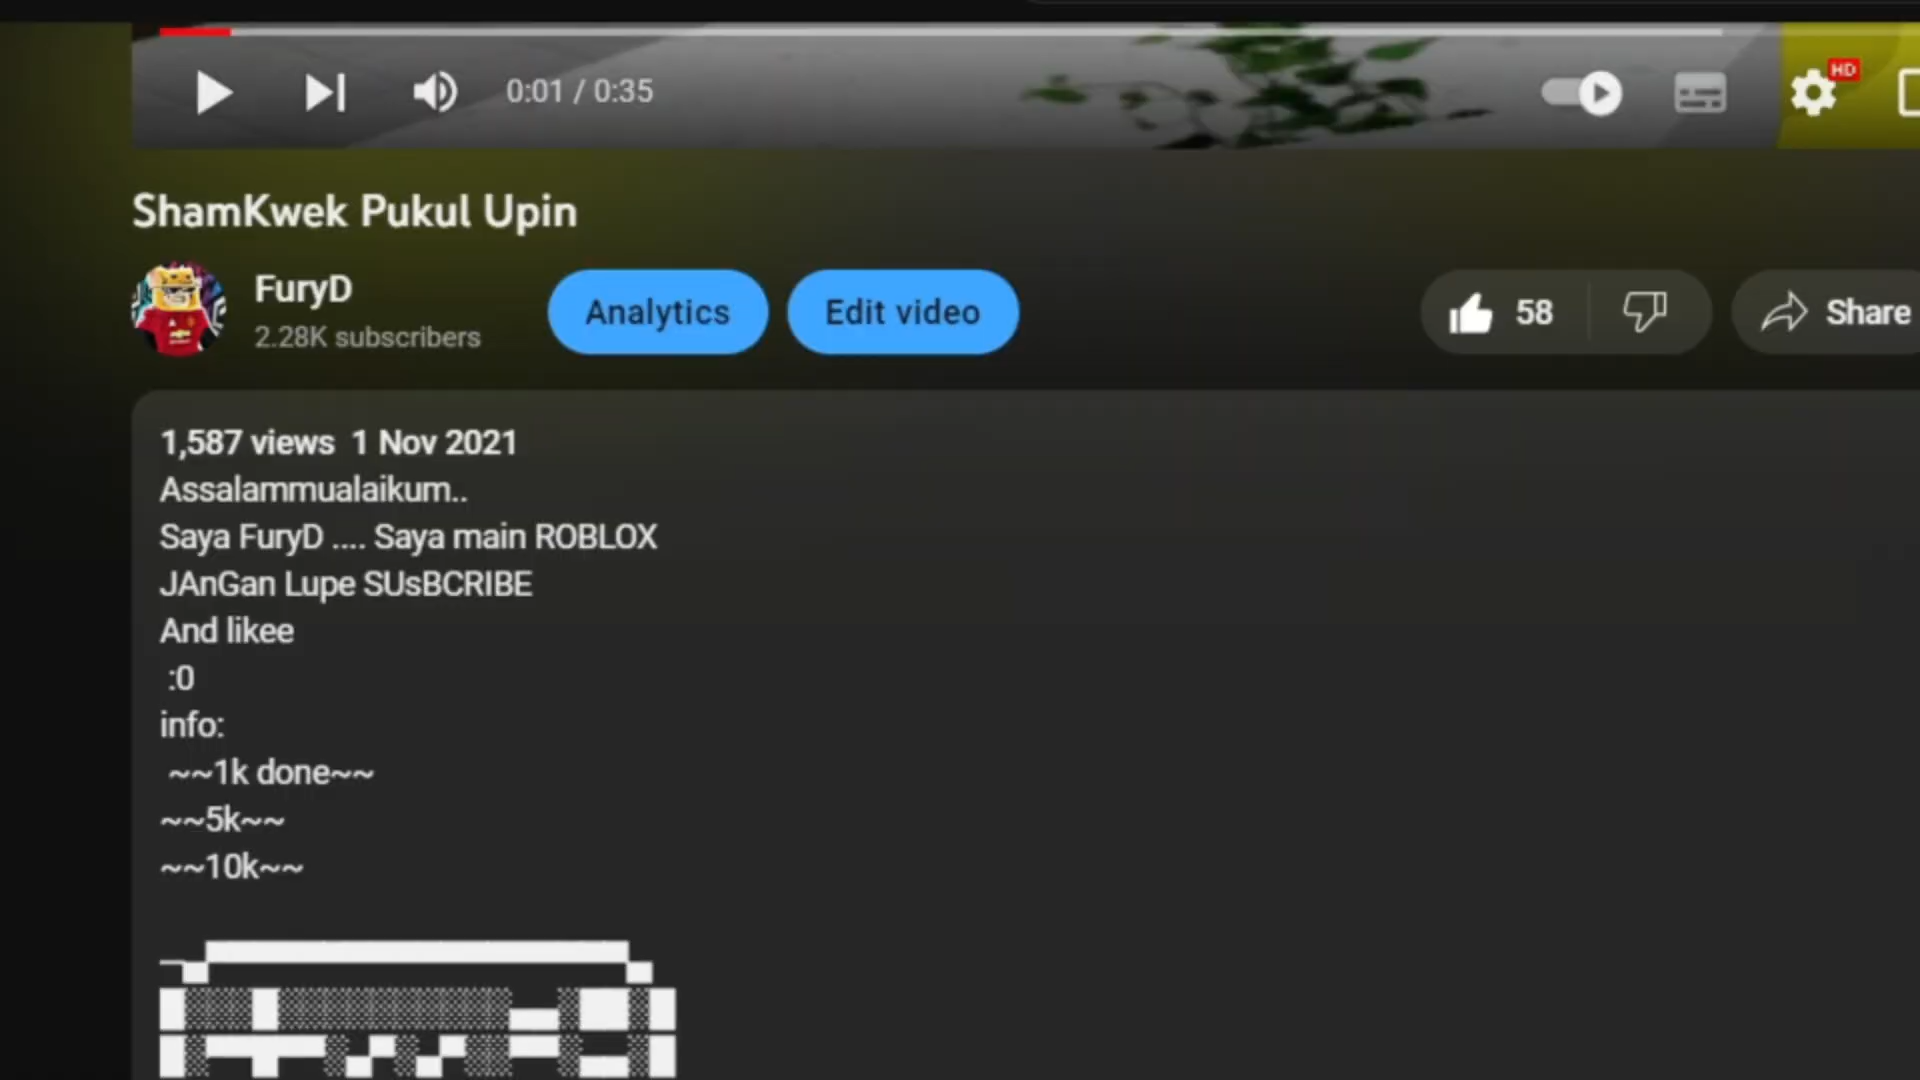 0:01 / 0:35
HD
ShamKwek Pukul Upin
FuryD
2.28K subscribers
Analytics
Edit video
58
Share
1,587 views 1 Nov 2021
Assalammualaikum..
Saya FuryD .... Saya main ROBLOX
JAnGan Lupe SUsBCRIBE
And likee
:0
info:
~~1k done~~
~~5k~~
~~10k~~